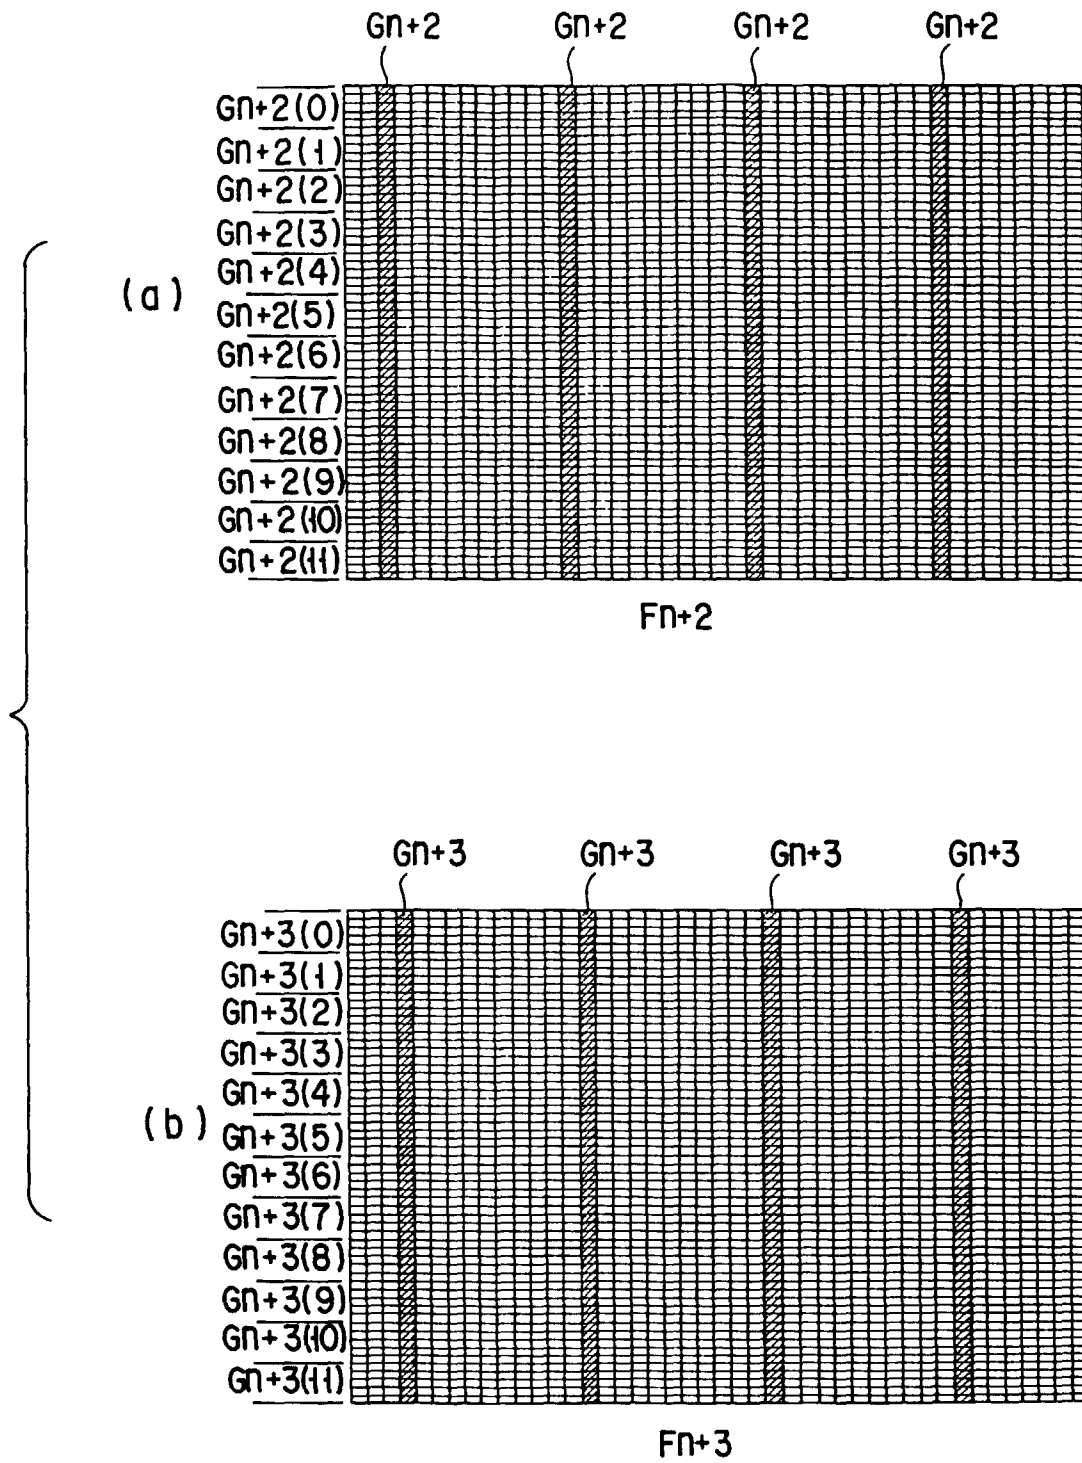 Gn+2 Gn+2 Gn+2 Gn+2
Gn+2(0)
Gn+2(1)
Gn+2(2)
Gn+2(3)
Gn+2(4)
(a)
Gn+2(5)
Gn+2(6)
Gn+2(7)
Gn+2(8)
Gn+2(9)
Gn+2(10)
Gn+2(11)
Fn+2
Gn+3 Gn+3 Gn+3 Gn+3
Gn+3(0)
Gn+3(1)
Gn+3(2)
Gn+3(3)
Gn+3(4)
(b)
Gn+3(5)
Gn+3(6)
Gn+3(7)
Gn+3(8)
Gn+3(9)
Gn+3(10)
Gn+3(11)
Fn+3